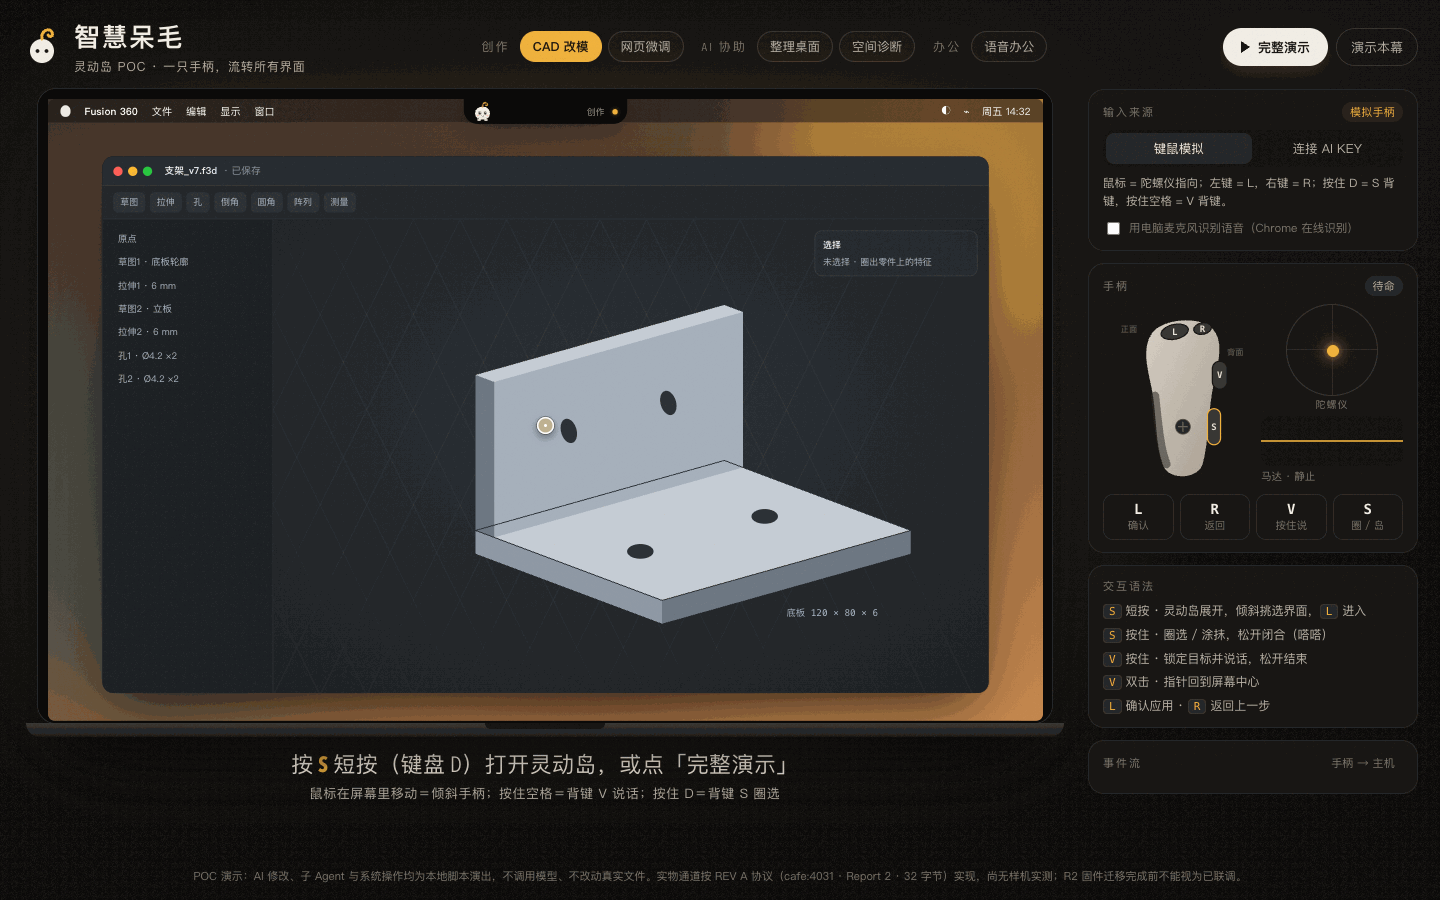 智慧呆毛
灵动岛 POC · 一只手柄，流转所有界面
创作 CAD 改模 网页微调 AI 协助 整理桌面 空间诊断 办公 语音办公
▶ 完整演示 演示本幕
Fusion 360 文件 编辑 显示 窗口
创作
周五 14:32
支架_v7.f3d · 已保存
草图 拉伸 孔 倒角 圆角 阵列 测量
原点
草图1 · 底板轮廓
拉伸1 · 6 mm
草图2 · 立板
拉伸2 · 6 mm
孔1 · Ø4.2 ×2
孔2 · Ø4.2 ×2
选择
未选择 · 圈出零件上的特征
底板 120 × 80 × 6
按 S 短按（键盘 D）打开灵动岛，或点「完整演示」
鼠标在屏幕里移动＝倾斜手柄；按住空格＝背键 V 说话；按住 D＝背键 S 圈选
输入来源 模拟手柄
键鼠模拟 连接 AI KEY
鼠标 = 陀螺仪指向；左键 = L，右键 = R；按住 D = S 背
键，按住空格 = V 背键。
用电脑麦克风识别语音（Chrome 在线识别）
手柄 待命
正面
L R
背面
V
S
陀螺仪
马达 · 静止
L R V S
确认 返回 按住说 圈 / 岛
交互语法
S 短按 · 灵动岛展开，倾斜挑选界面，L 进入
S 按住 · 圈选 / 涂抹，松开闭合（嗒嗒）
V 按住 · 锁定目标并说话，松开结束
V 双击 · 指针回到屏幕中心
L 确认应用 · R 返回上一步
事件流 手柄 → 主机
POC 演示：AI 修改、子 Agent 与系统操作均为本地脚本演出，不调用模型、不改动真实文件。实物通道按 REV A 协议（cafe:4031 · Report 2 · 32 字节）实现，尚无样机实测；R2 固件迁移完成前不能视为已联调。